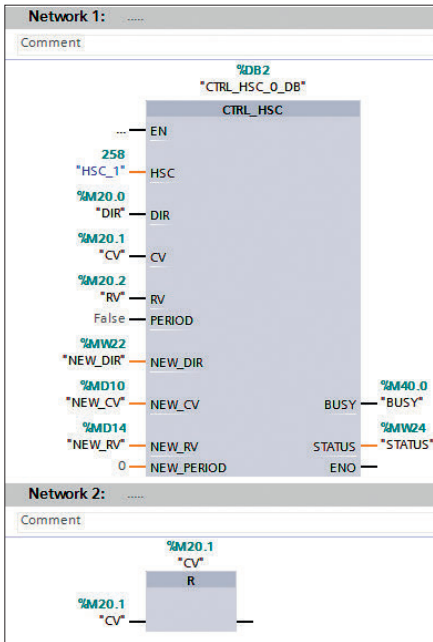 Network 1: .....
Comment
%DB2
"CTRL_HSC_0_DB"
CTRL_HSC
... EN
258
"HSC_1" HSC
%M20.0
"DIR" DIR
%M20.1
"CV" CV
%M20.2
"RV" RV
False PERIOD
%MW22
"NEW_DIR" NEW_DIR
%MD10 %M40.0
"NEW_CV" NEW_CV BUSY "BUSY"
%MD14 %MW24
"NEW_RV" NEW_RV STATUS "STATUS"
0 NEW_PERIOD ENO
Network 2: .....
Comment
%M20.1
"CV"
R
%M20.1
"CV"